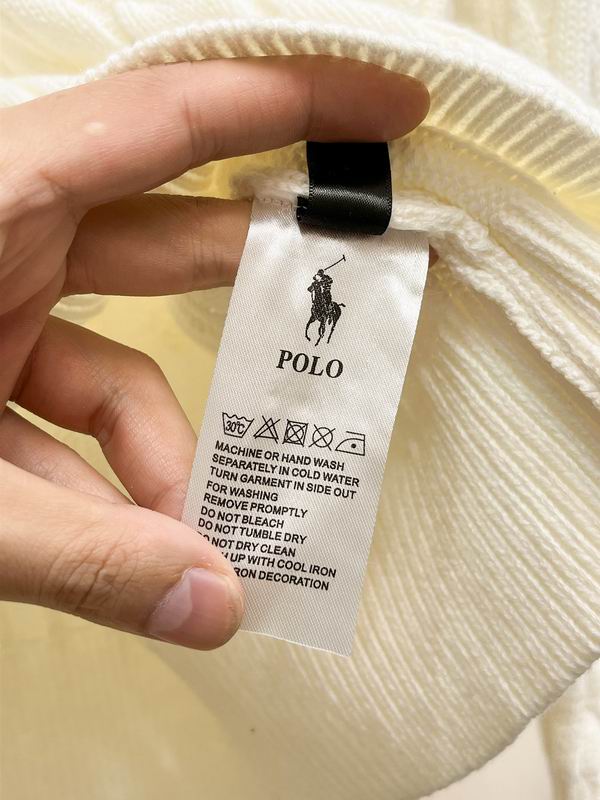 POLO
30°C
MACHINE OR HAND WASH
SEPARATELY IN COLD WATER
TURN GARMENT IN SIDE OUT
FOR WASHING
REMOVE PROMPTLY
DO NOT BLEACH
DO NOT TUMBLE DRY
DO NOT DRY CLEAN
UP WITH COOL IRON
DECORATION